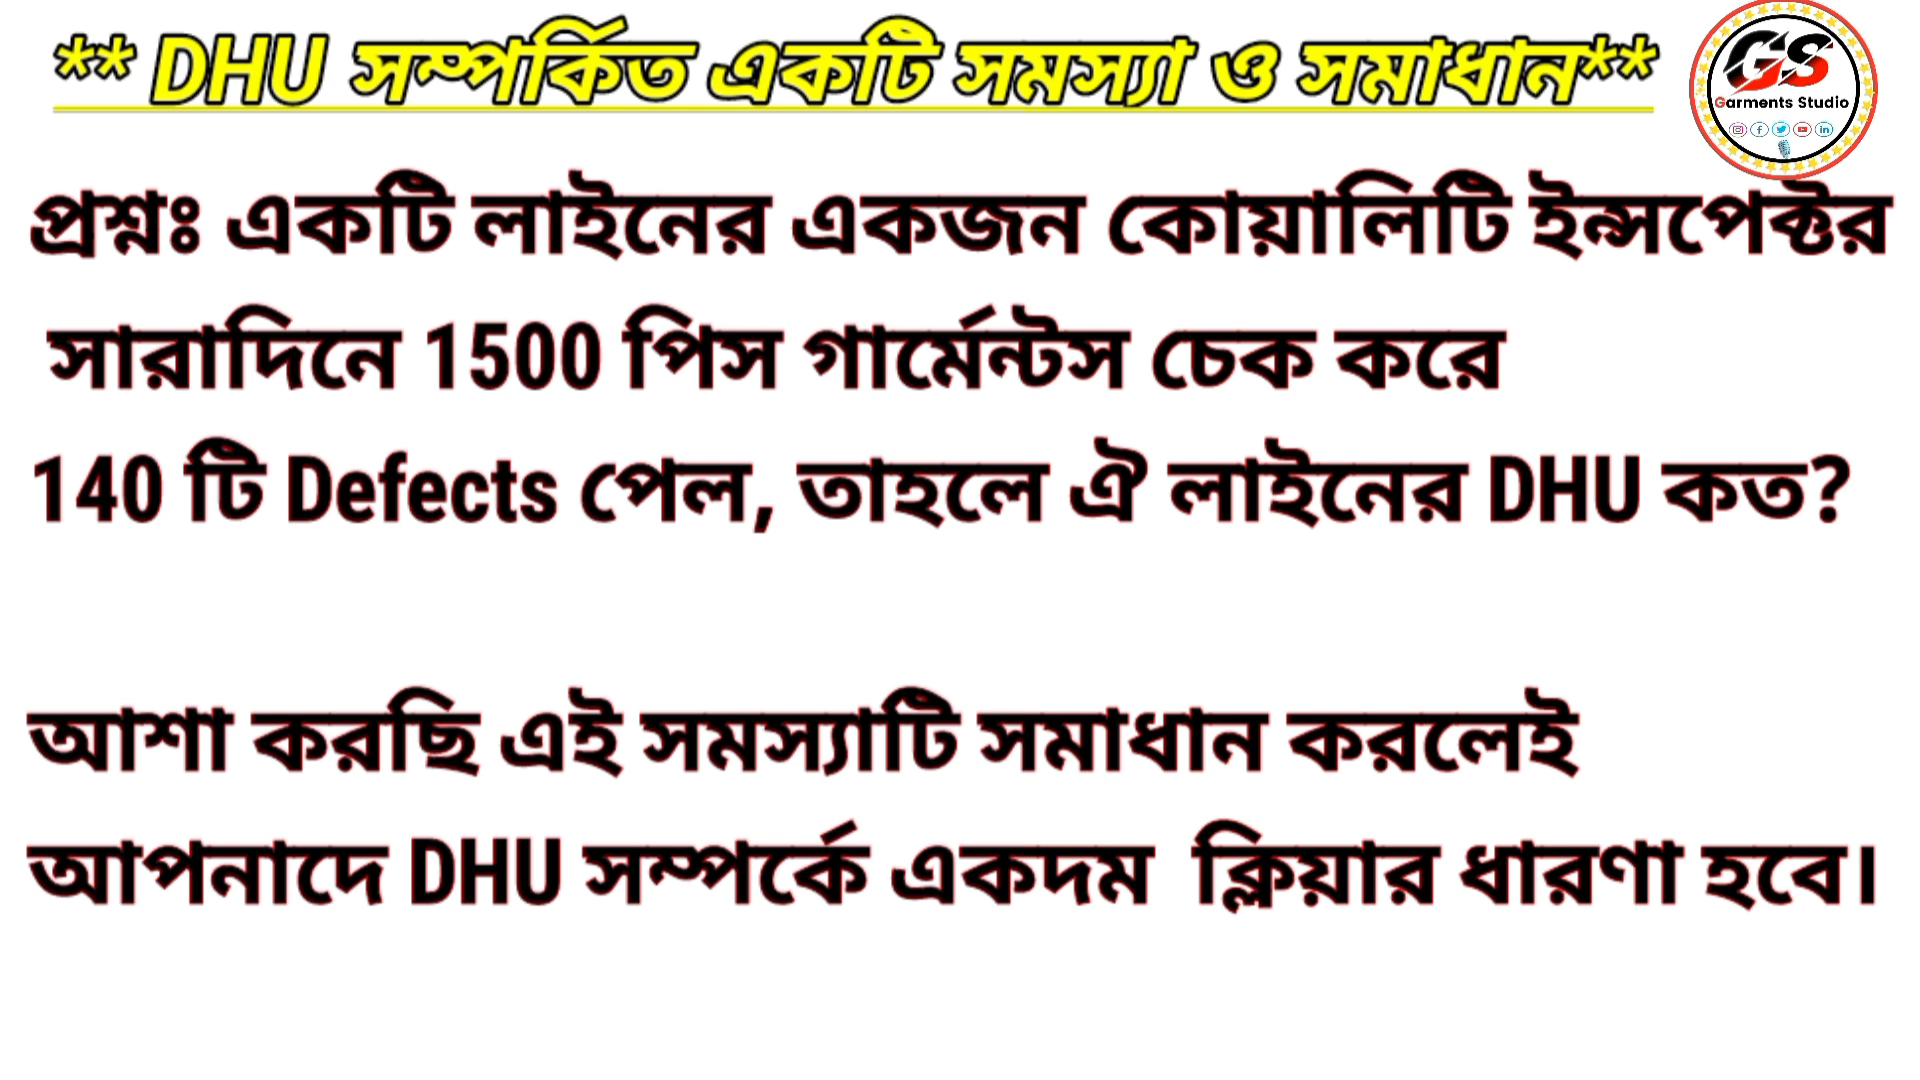 ** DHU সম্পর্কিত একটি সমস্যা ও সমাধান**
GS
Garments Studio
প্রশ্নঃ একটি লাইনের একজন কোয়ালিটি ইন্সপেক্টর
সারাদিনে 1500 পিস গার্মেন্টস চেক করে
140 টি Defects পেল, তাহলে ঐ লাইনের DHU কত?
আশা করছি এই সমস্যাটি সমাধান করলেই
আপনাদে DHU সম্পর্কে একদম ক্লিয়ার ধারণা হবে।